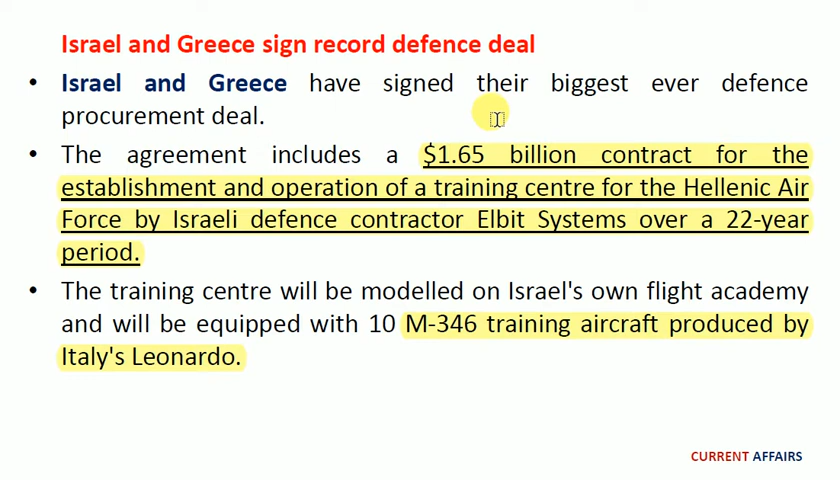 Israel and Greece sign record defence deal
• Israel and Greece have signed their biggest ever defence
procurement deal.
• The agreement includes a $1.65 billion contract for the
establishment and operation of a training centre for the Hellenic Air
Force by Israeli defence contractor Elbit Systems over a 22-year
period.
• The training centre will be modelled on Israel's own flight academy
and will be equipped with 10 M-346 training aircraft produced by
Italy's Leonardo.
CURRENT AFFAIRS